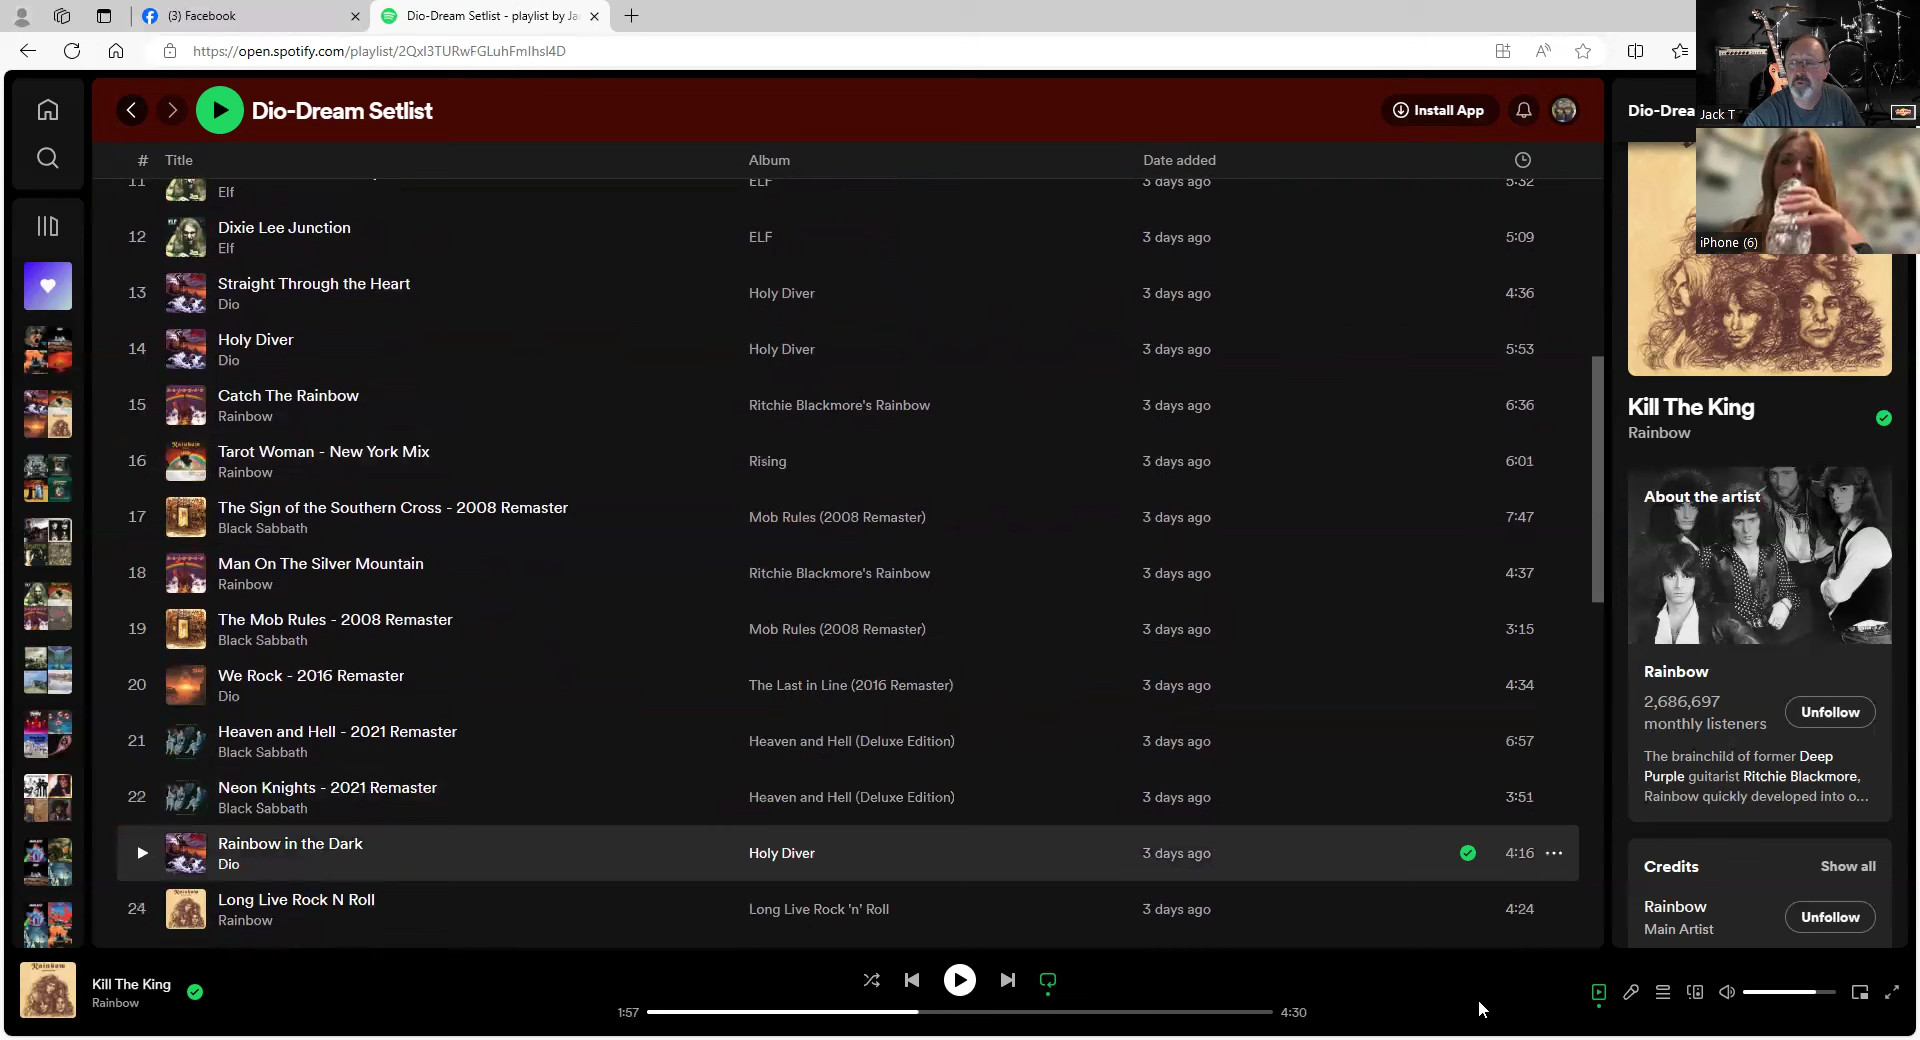 (3) Facebook
Dio-Dream Setlist - playlist by Ja
https://open.spotify.com/playlist/2QxI3TURwFGLuhFmIhsI4D
Dio-Dream Setlist
Install App
# Title Album Date added
11 Elf ELF 3 days ago 5:32
12 Dixie Lee Junction ELF 3 days ago 5:09
Elf
13 Straight Through the Heart Holy Diver 3 days ago 4:36
Dio
14 Holy Diver Holy Diver 3 days ago 5:53
Dio
15 Catch The Rainbow Ritchie Blackmore's Rainbow 3 days ago 6:36
Rainbow
16 Tarot Woman - New York Mix Rising 3 days ago 6:01
Rainbow
17 The Sign of the Southern Cross - 2008 Remaster Mob Rules (2008 Remaster) 3 days ago 7:47
Black Sabbath
18 Man On The Silver Mountain Ritchie Blackmore's Rainbow 3 days ago 4:37
Rainbow
19 The Mob Rules - 2008 Remaster Mob Rules (2008 Remaster) 3 days ago 3:15
Black Sabbath
20 We Rock - 2016 Remaster The Last in Line (2016 Remaster) 3 days ago 4:34
Dio
21 Heaven and Hell - 2021 Remaster Heaven and Hell (Deluxe Edition) 3 days ago 6:57
Black Sabbath
22 Neon Knights - 2021 Remaster Heaven and Hell (Deluxe Edition) 3 days ago 3:51
Black Sabbath
Rainbow in the Dark Holy Diver 3 days ago 4:16
Dio
24 Long Live Rock N Roll Long Live Rock 'n' Roll 3 days ago 4:24
Rainbow
Jack T
iPhone (6)
Dio-Drea
Kill The King
Rainbow
About the artist
Rainbow
2,686,697
monthly listeners
Unfollow
The brainchild of former Deep
Purple guitarist Ritchie Blackmore,
Rainbow quickly developed into o...
Credits Show all
Rainbow
Main Artist
Unfollow
Kill The King
Rainbow
1:57 4:30